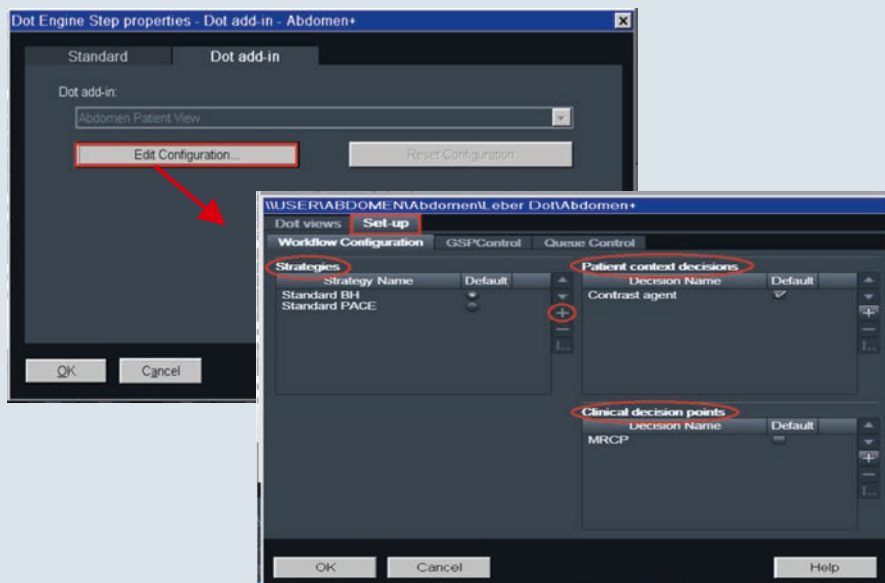 Dot Engine Step properties - Dot add-in - Abdomen+
Standard Dot add-in
Dot add-in:
Abdomen Patient View
Edit Configuration... Reset Configuration
OK Cancel
\\USER\ABDOMEN\Abdomen\Leber Dot\Abdomen+
Dot views Set-up
Workflow Configuration GSPControl Queue Control
Strategies
Strategy Name Default
Standard BH
Standard PACE
Patient context decisions
Decision Name Default
Contrast agent
Clinical decision points
Decision Name Default
MRCP
OK Cancel Help